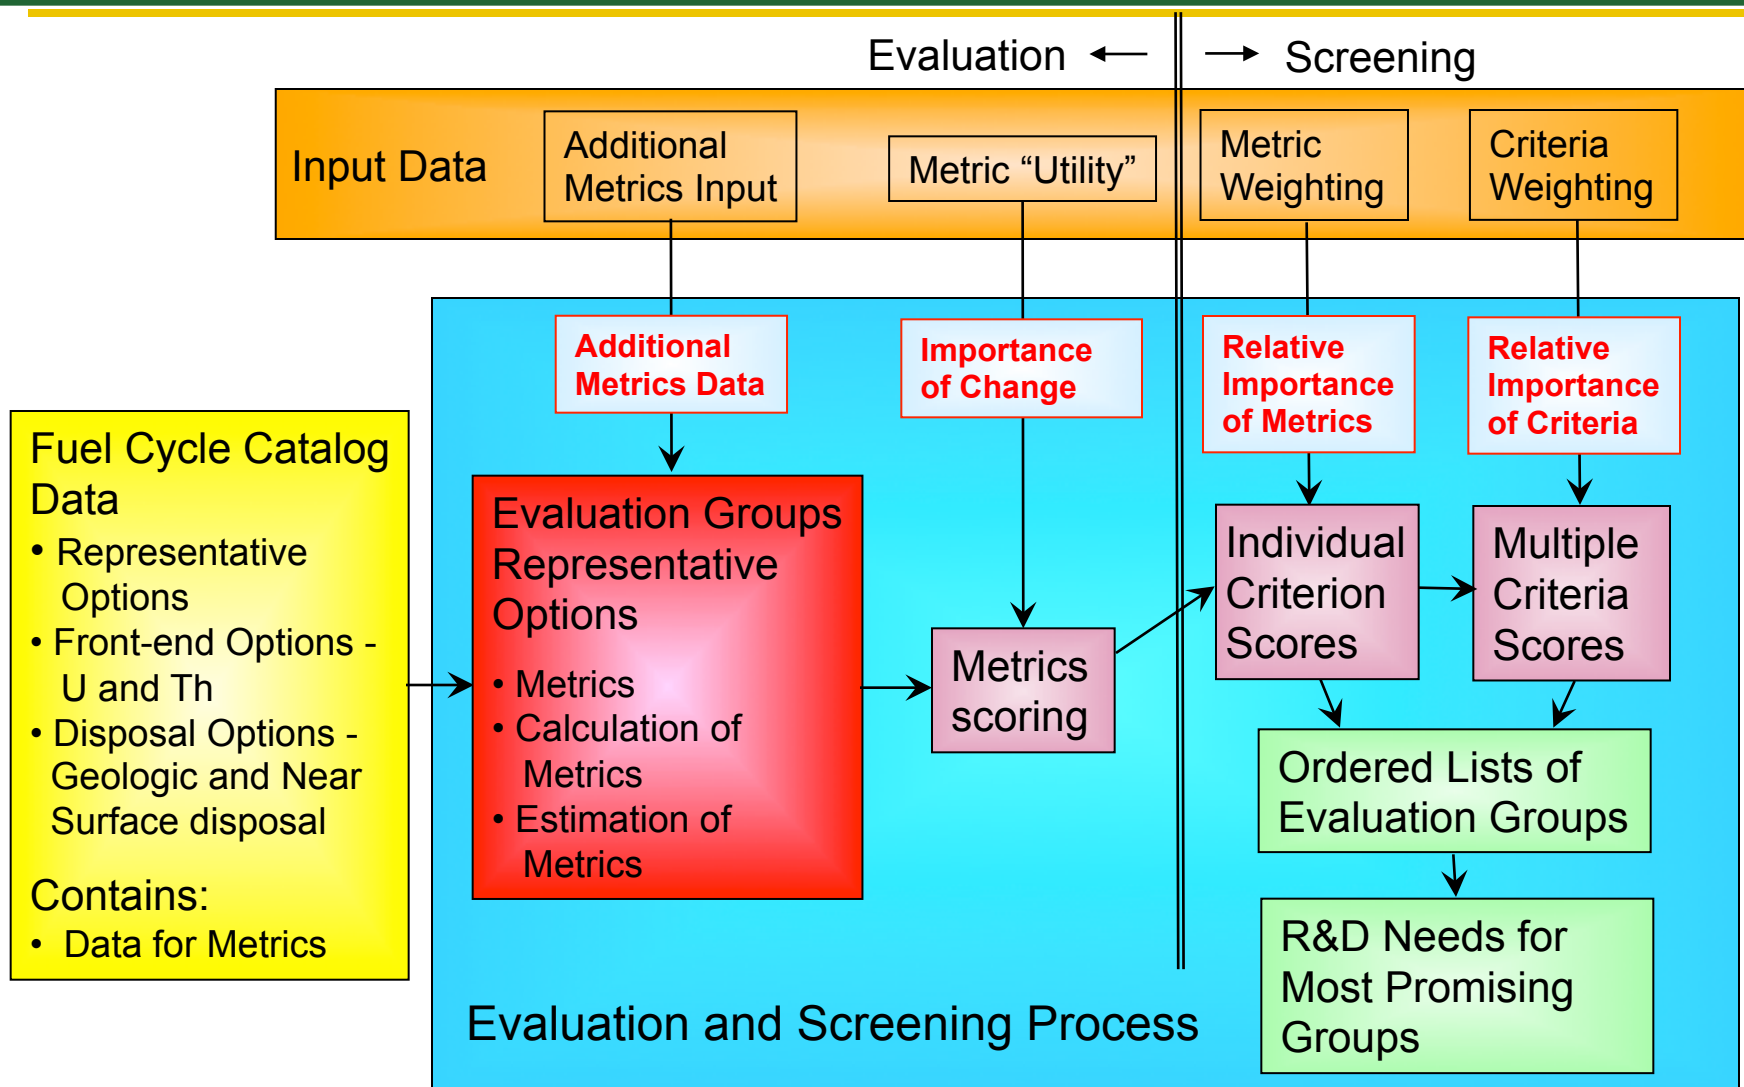 Evaluation
Screening
Input Data
Additional
Metrics Input
Metric “Utility”
Metric
Weighting
Criteria
Weighting
Additional
Metrics Data
Importance
of Change
Relative
Importance
of Metrics
Relative
Importance
of Criteria
Fuel Cycle Catalog
Data
• Representative
Options
• Front-end Options -
U and Th
• Disposal Options -
Geologic and Near
Surface disposal
Contains:
• Data for Metrics
Evaluation Groups
Representative
Options
• Metrics
• Calculation of
Metrics
• Estimation of
Metrics
Metrics
scoring
Individual
Criterion
Scores
Multiple
Criteria
Scores
Ordered Lists of
Evaluation Groups
R&D Needs for
Most Promising
Groups
Evaluation and Screening Process